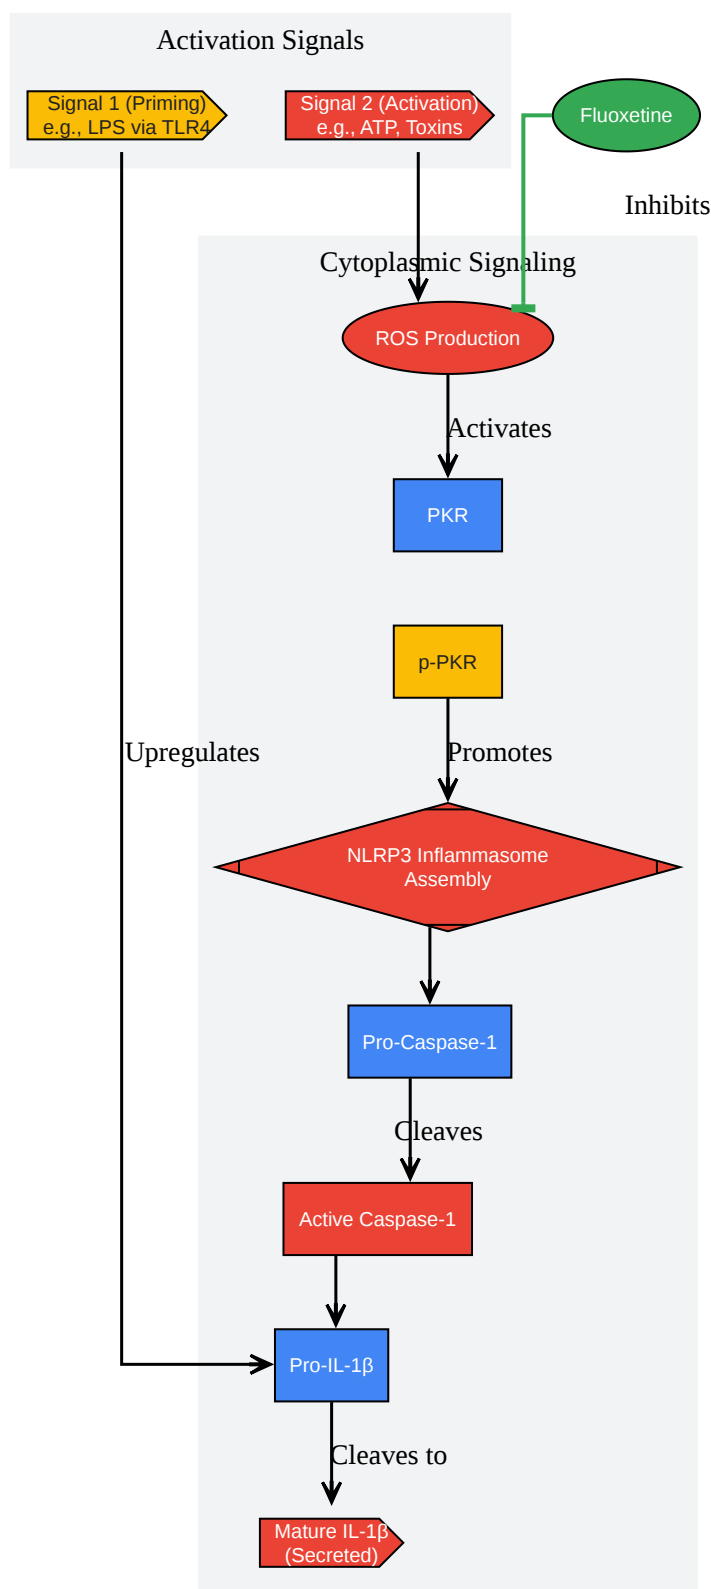 Activation Signals
Signal 1 (Priming)
e.g., LPS via TLR4
Signal 2 (Activation)
e.g., ATP, Toxins
Fluoxetine
Inhibits
Cytoplasmic Signaling
ROS Production
Activates
PKR
p-PKR
Upregulates
Promotes
NLRP3 Inflammasome
Assembly
Pro-Caspase-1
Cleaves
Active Caspase-1
Pro-IL-1β
Cleaves to
Mature IL-1β
(Secreted)